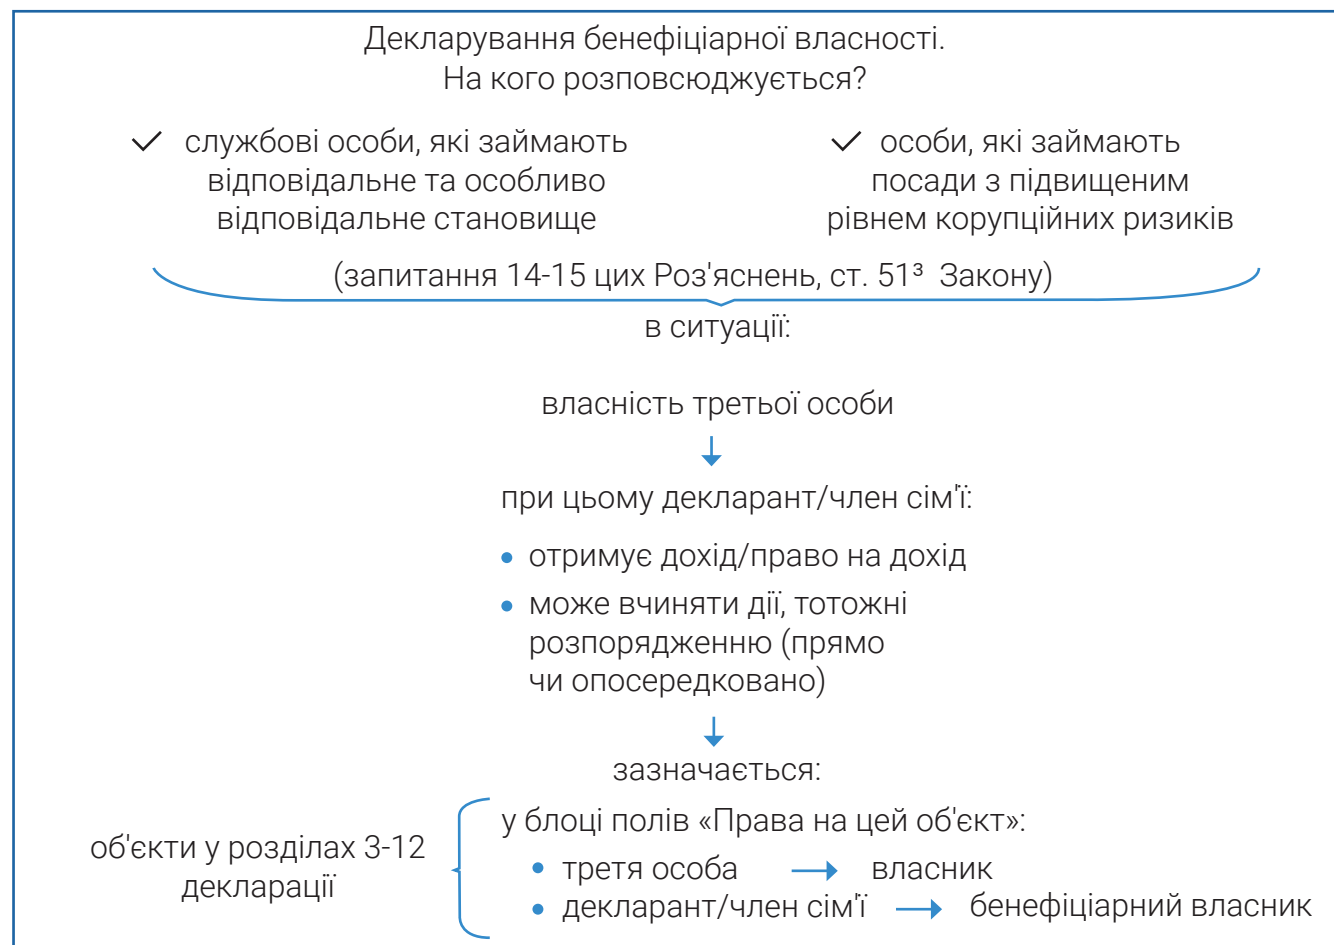 Декларування бенефіціарної власності.
На кого розповсюджується?
службові особи, які займають
відповідальне та особливо
відповідальне становище
особи, які займають
посади з підвищеним
рівнем корупційних ризиків
(запитання 14-15 цих Роз'яснень, ст. 51³ Закону)
в ситуації:
власність третьої особи
при цьому декларант/член сім'ї:
• отримує дохід/право на дохід
• може вчиняти дії, тотожні
розпорядженню (прямо
чи опосередковано)
зазначається:
об'єкти у розділах 3-12
декларації
у блоці полів «Права на цей об'єкт»:
• третя особа → власник
• декларант/член сім'ї → бенефіціарний власник